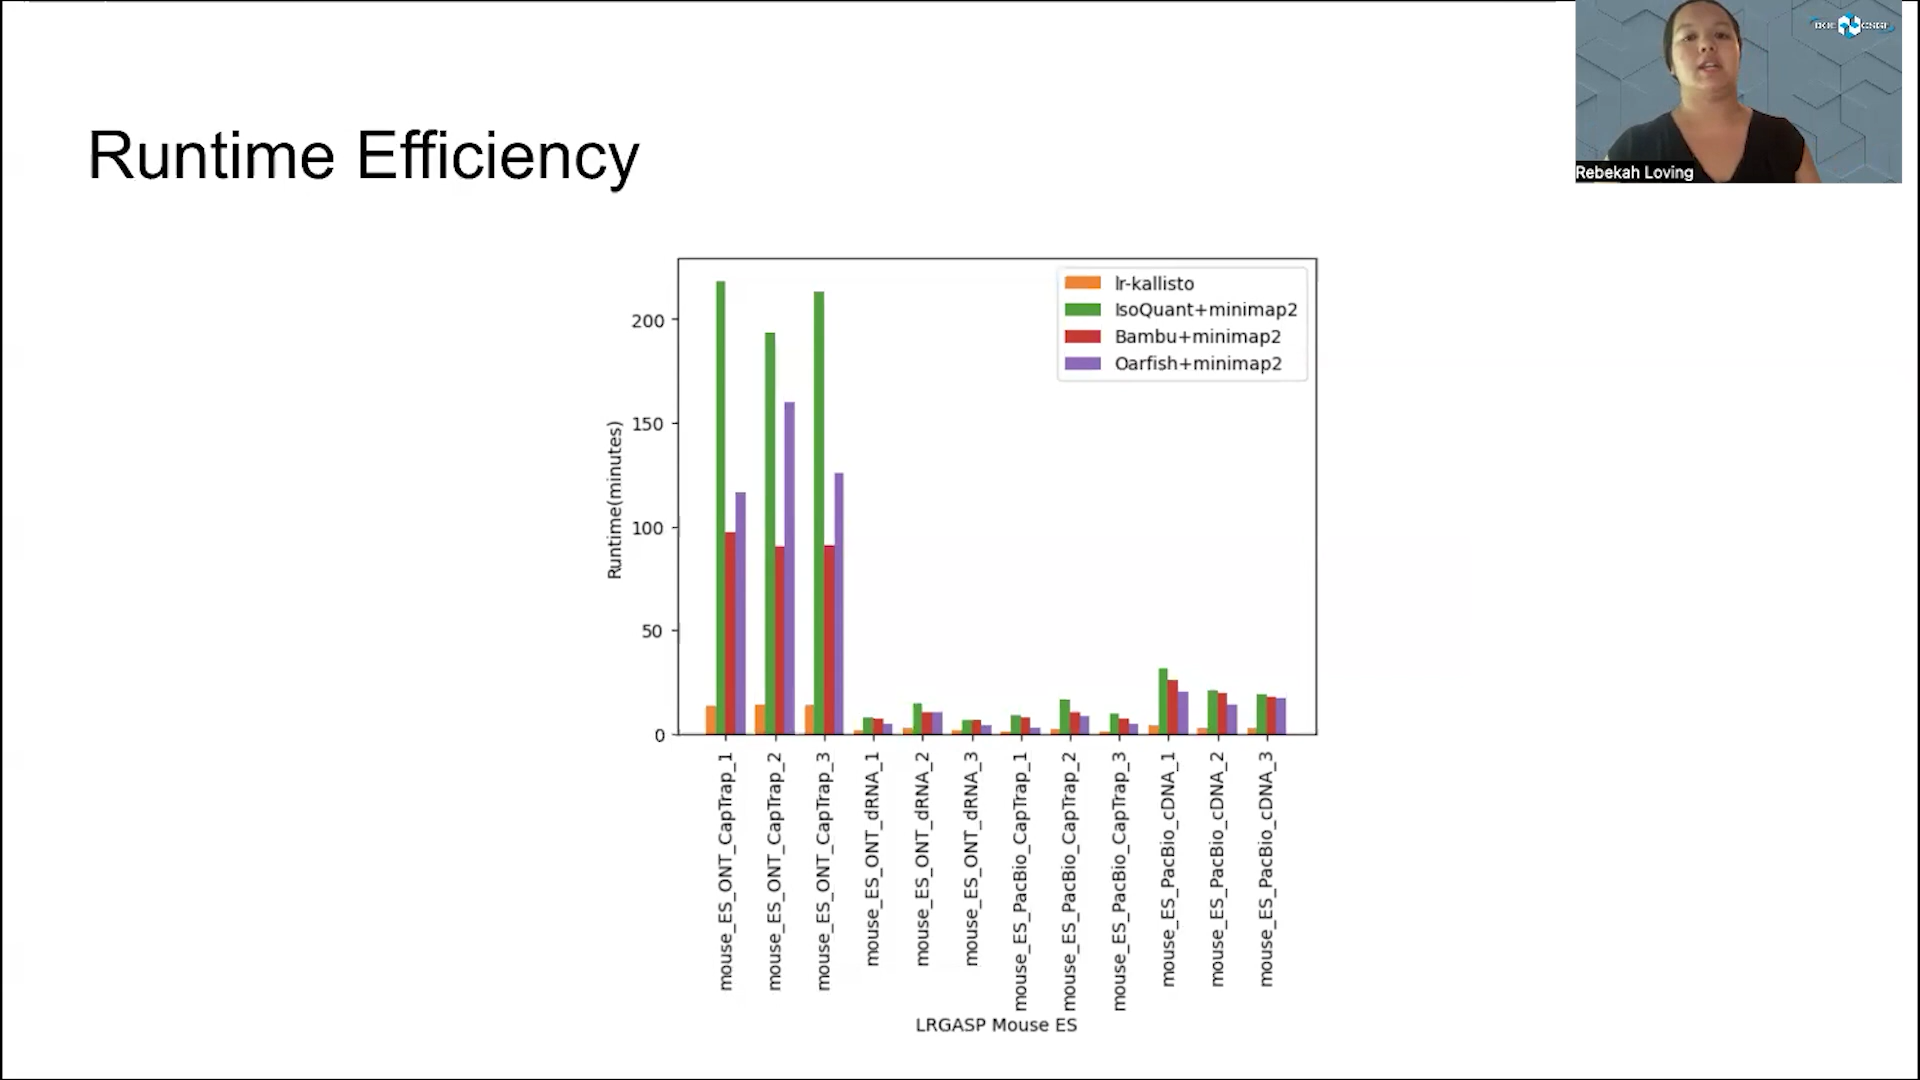 Runtime Efficiency
Rebekah Loving
lr-kallisto
IsoQuant+minimap2
Bambu+minimap2
Oarfish+minimap2
Runtime(minutes)
200
150
100
50
0
mouse_ES_ONT_CapTrap_1
mouse_ES_ONT_CapTrap_2
mouse_ES_ONT_CapTrap_3
mouse_ES_ONT_dRNA_1
mouse_ES_ONT_dRNA_2
mouse_ES_ONT_dRNA_3
mouse_ES_PacBio_CapTrap_1
mouse_ES_PacBio_CapTrap_2
mouse_ES_PacBio_CapTrap_3
mouse_ES_PacBio_cDNA_1
mouse_ES_PacBio_cDNA_2
mouse_ES_PacBio_cDNA_3
LRGASP Mouse ES